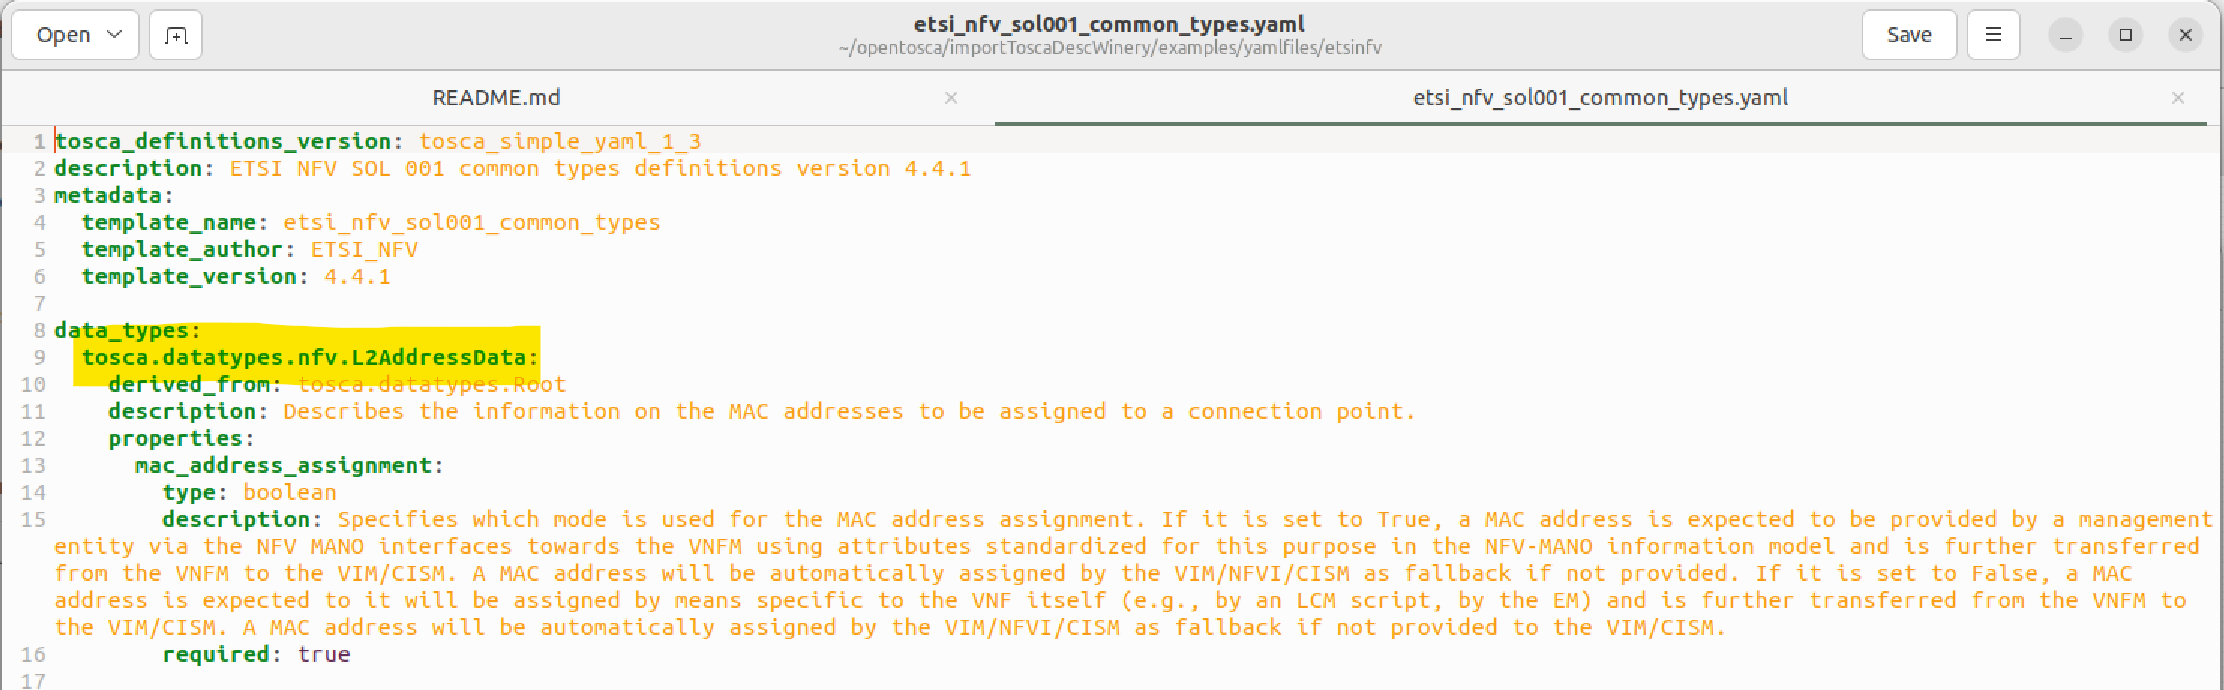 Open
etsi_nfv_sol001_common_types.yaml
~/opentosca/importToscaDescWinery/examples/yamlfiles/etsinfv
Save
README.md
etsi_nfv_sol001_common_types.yaml
1 tosca_definitions_version: tosca_simple_yaml_1_3
2 description: ETSI NFV SOL 001 common types definitions version 4.4.1
3 metadata:
4   template_name: etsi_nfv_sol001_common_types
5   template_author: ETSI_NFV
6   template_version: 4.4.1
7
8 data_types:
9   tosca.datatypes.nfv.L2AddressData:
10     derived_from: tosca.datatypes.Root
11     description: Describes the information on the MAC addresses to be assigned to a connection point.
12     properties:
13       mac_address_assignment:
14         type: boolean
15         description: Specifies which mode is used for the MAC address assignment. If it is set to True, a MAC address is expected to be provided by a management
entity via the NFV MANO interfaces towards the VNFM using attributes standardized for this purpose in the NFV-MANO information model and is further transferred
from the VNFM to the VIM/CISM. A MAC address will be automatically assigned by the VIM/NFVI/CISM as fallback if not provided. If it is set to False, a MAC
address is expected to it will be assigned by means specific to the VNF itself (e.g., by an LCM script, by the EM) and is further transferred from the VNFM to
the VIM/CISM. A MAC address will be automatically assigned by the VIM/NFVI/CISM as fallback if not provided to the VIM/CISM.
16         required: true
17